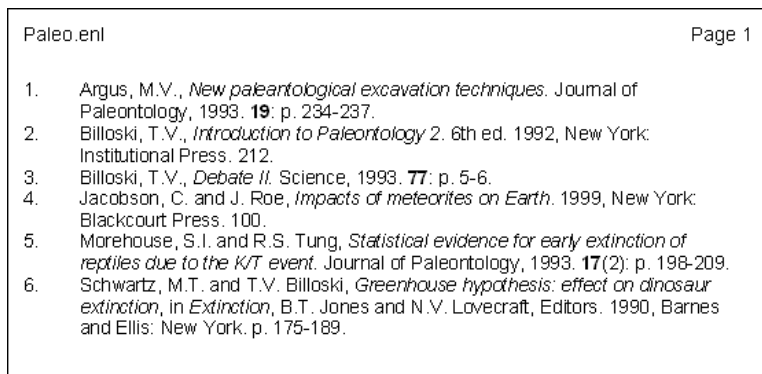 Paleo.enl Page 1
1. Argus, M.V., New paleantological excavation techniques. Journal of
Paleontology, 1993. 19: p. 234-237.
2. Billoski, T.V., Introduction to Paleontology 2. 6th ed. 1992, New York:
Institutional Press. 212.
3. Billoski, T.V., Debate II. Science, 1993. 77: p. 5-6.
4. Jacobson, C. and J. Roe, Impacts of meteorites on Earth. 1999, New York:
Blackcourt Press. 100.
5. Morehouse, S.I. and R.S. Tung, Statistical evidence for early extinction of
reptiles due to the K/T event. Journal of Paleontology, 1993. 17(2): p. 198-209.
6. Schwartz, M.T. and T.V. Billoski, Greenhouse hypothesis: effect on dinosaur
extinction, in Extinction, B.T. Jones and N.V. Lovecraft, Editors. 1990, Barnes
and Ellis: New York. p. 175-189.